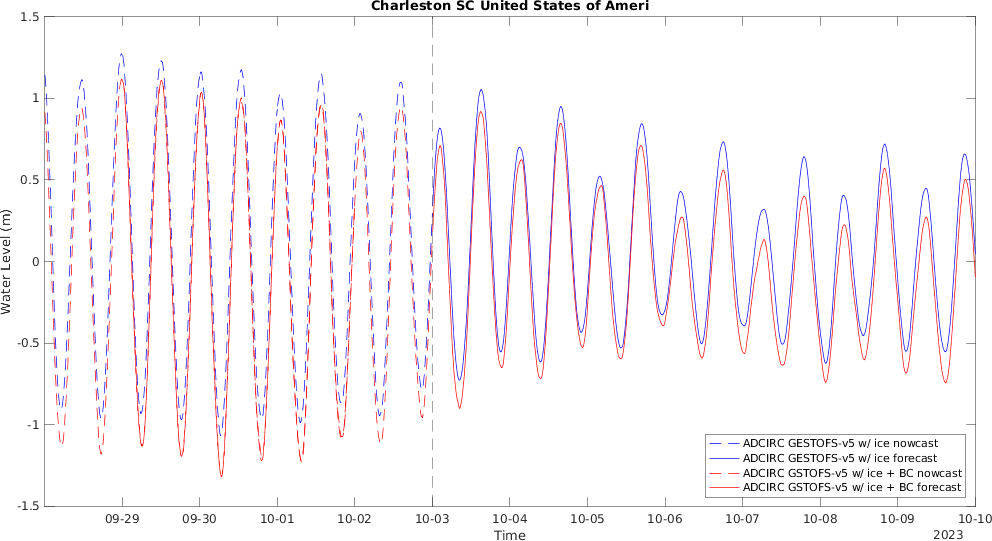 Charleston SC United States of Ameri
Water Level (m)
1.5
1
0.5
0
-0.5
-1
-1.5
ADCIRC GESTOFS-v5 w/ ice nowcast
ADCIRC GESTOFS-v5 w/ ice forecast
ADCIRC GSTOFS-v5 w/ ice + BC nowcast
ADCIRC GSTOFS-v5 w/ ice + BC forecast
09-29 09-30 10-01 10-02 10-03 10-04 10-05 10-06 10-07 10-08 10-09 10-10
Time
2023